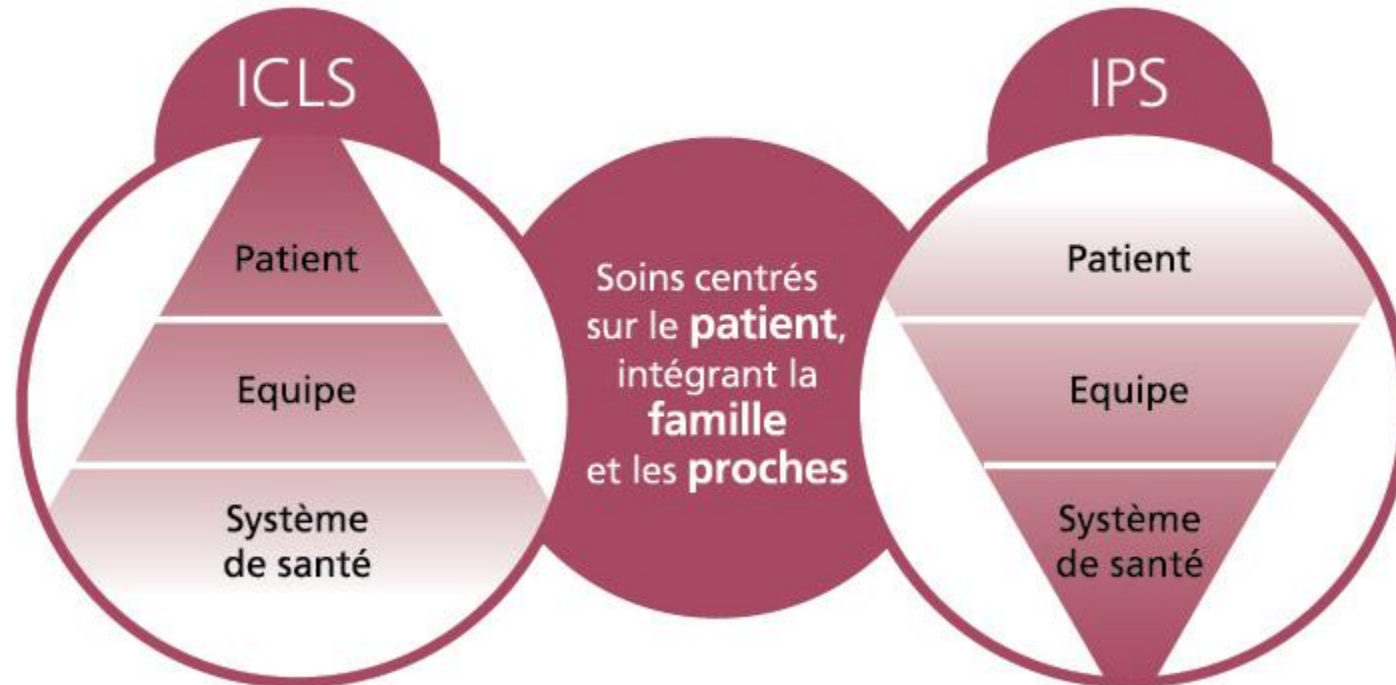 ICLS
Patient
Equipe
Système
de santé
Soins centrés
sur le patient,
intégrant la
famille
et les proches
IPS
Patient
Equipe
Système
de santé